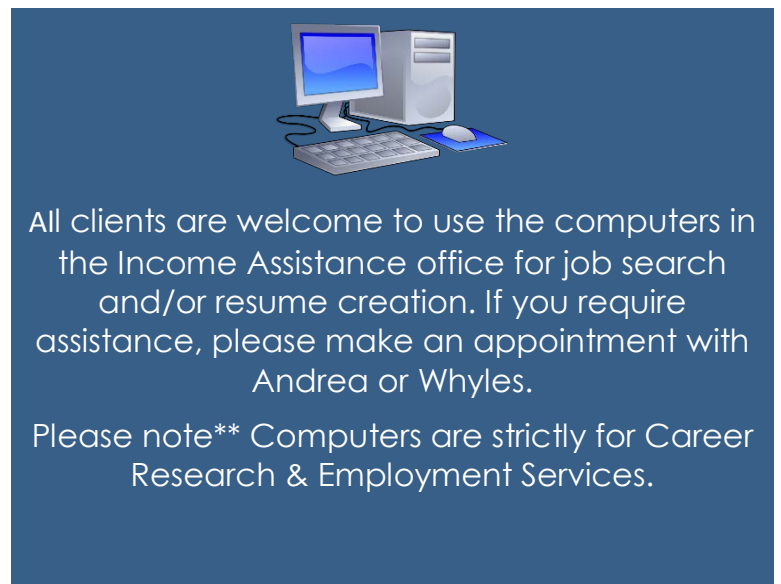 All clients are welcome to use the computers in
the Income Assistance office for job search
and/or resume creation. If you require
assistance, please make an appointment with
Andrea or Whyles.
Please note** Computers are strictly for Career
Research & Employment Services.